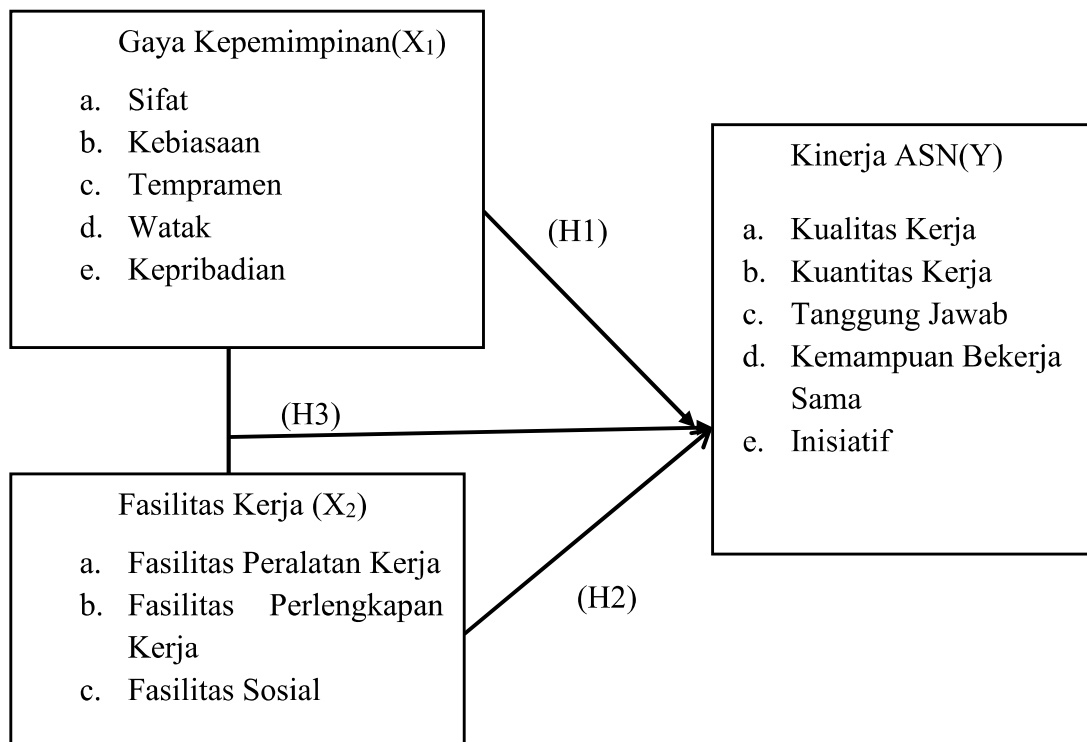 Gaya Kepemimpinan(X₁)
a. Sifat
b. Kebiasaan
c. Tempramen
d. Watak
e. Kepribadian
(H1)
(H3)
Fasilitas Kerja (X₂)
a. Fasilitas Peralatan Kerja
b. Fasilitas Perlengkapan
Kerja
c. Fasilitas Sosial
(H2)
Kinerja ASN(Y)
a. Kualitas Kerja
b. Kuantitas Kerja
c. Tanggung Jawab
d. Kemampuan Bekerja
Sama
e. Inisiatif